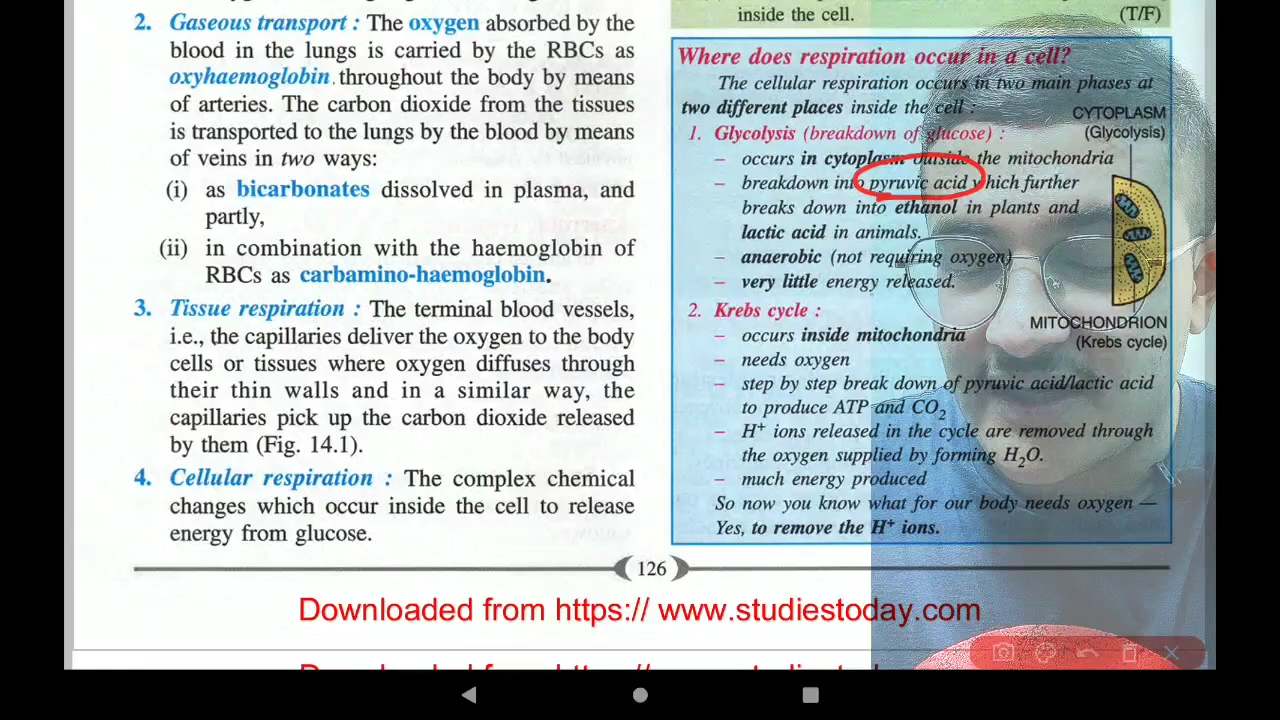 2. Gaseous transport : The oxygen absorbed by the
blood in the lungs is carried by the RBCs as
oxyhaemoglobin throughout the body by means
of arteries. The carbon dioxide from the tissues
is transported to the lungs by the blood by means
of veins in two ways:
(i) as bicarbonates dissolved in plasma, and
partly,
(ii) in combination with the haemoglobin of
RBCs as carbamino-haemoglobin.
3. Tissue respiration : The terminal blood vessels,
i.e., the capillaries deliver the oxygen to the body
cells or tissues where oxygen diffuses through
their thin walls and in a similar way, the
capillaries pick up the carbon dioxide released
by them (Fig. 14.1).
4. Cellular respiration : The complex chemical
changes which occur inside the cell to release
energy from glucose.
inside the cell. (T/F)
Where does respiration occur in a cell?
The cellular respiration occurs in two main phases at
two different places inside the cell :
CYTOPLASM
(Glycolysis)
1. Glycolysis (breakdown of glucose) :
– occurs in cytoplasm outside the mitochondria
– breakdown into pyruvic acid which further
breaks down into ethanol in plants and
lactic acid in animals.
– anaerobic (not requiring oxygen)
– very little energy released.
2. Krebs cycle :
MITOCHONDRION
(Krebs cycle)
– occurs inside mitochondria
– needs oxygen
– step by step break down of pyruvic acid/lactic acid
to produce ATP and CO₂
– H⁺ ions released in the cycle are removed through
the oxygen supplied by forming H₂O.
– much energy produced
So now you know what for our body needs oxygen —
Yes, to remove the H⁺ ions.
126
Downloaded from https:// www.studiestoday.com